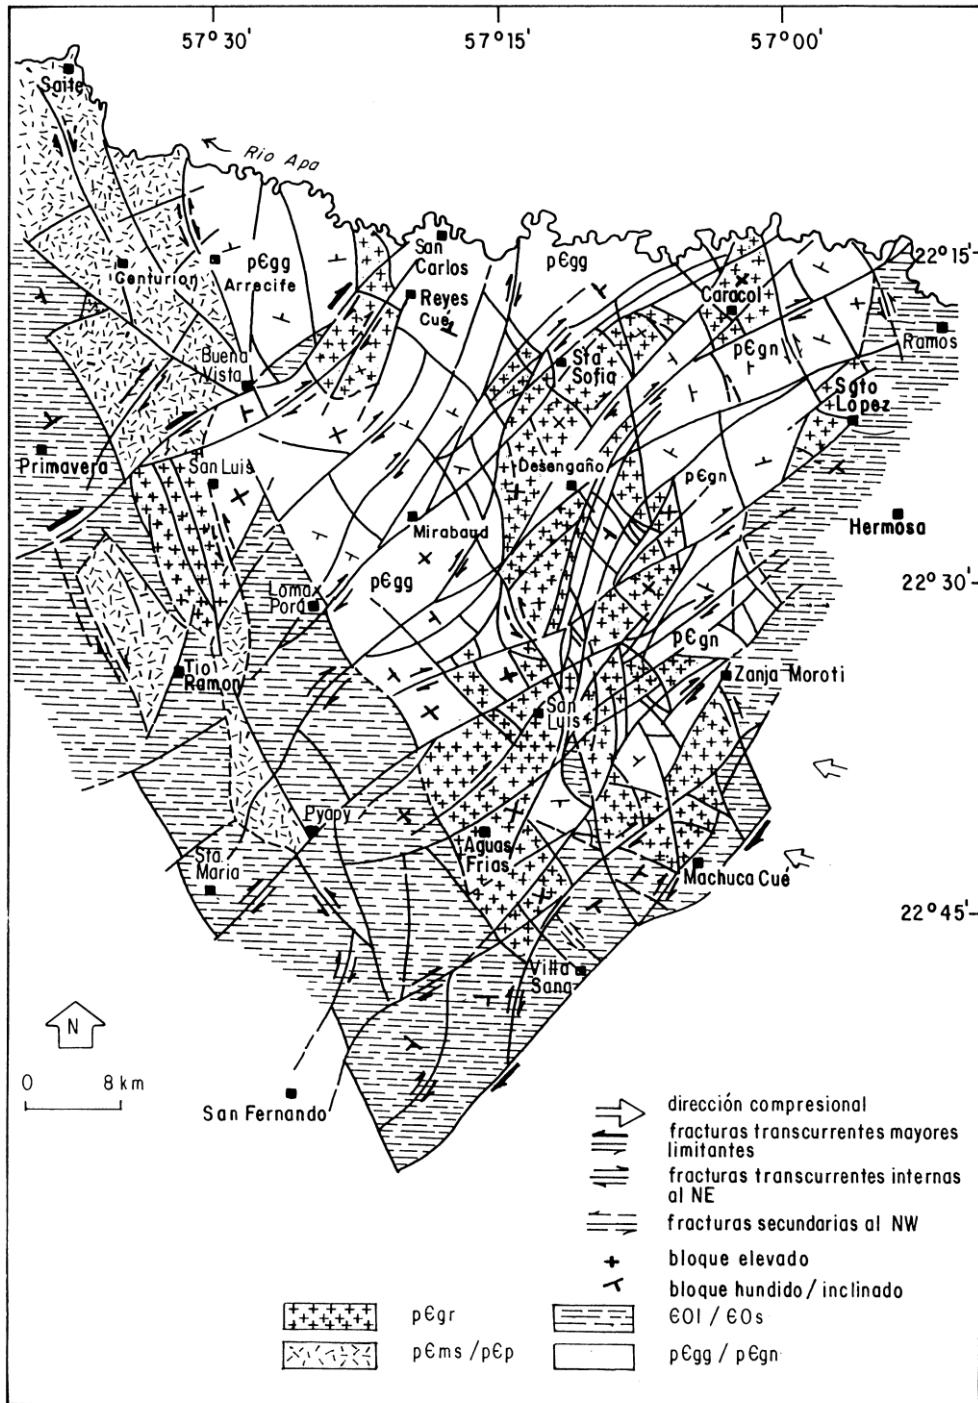 57° 30'
57° 15'
57° 00'
Saite
Rio Apa
San
Carlos
pЄgg
pЄgg
22° 15'
Centurion
Arrecife
Reyes
Cué
Caracol
Ramos
Buena
Vista
Sta
Sofia
pЄgn
Sgto
López
Primavera
San Luis
Desengaño
pЄgn
Mirabaud
Hermosa
Loma
Porá
pЄgg
22° 30'
pЄgn
Tio
Ramon
Zanja Moroti
San
Luis
Pyapy
Aguas
Frias
Sta.
Maria
Machuca Cué
22° 45'
Villa
Sana
N
0 8 km
San Fernando
dirección compresional
fracturas transcurrentes mayores
limitantes
fracturas transcurrentes internas
al NE
fracturas secundarias al NW
bloque elevado
bloque hundido / inclinado
pЄgr
ЄOl / ЄOs
pЄms / pЄp
pЄgg / pЄgn